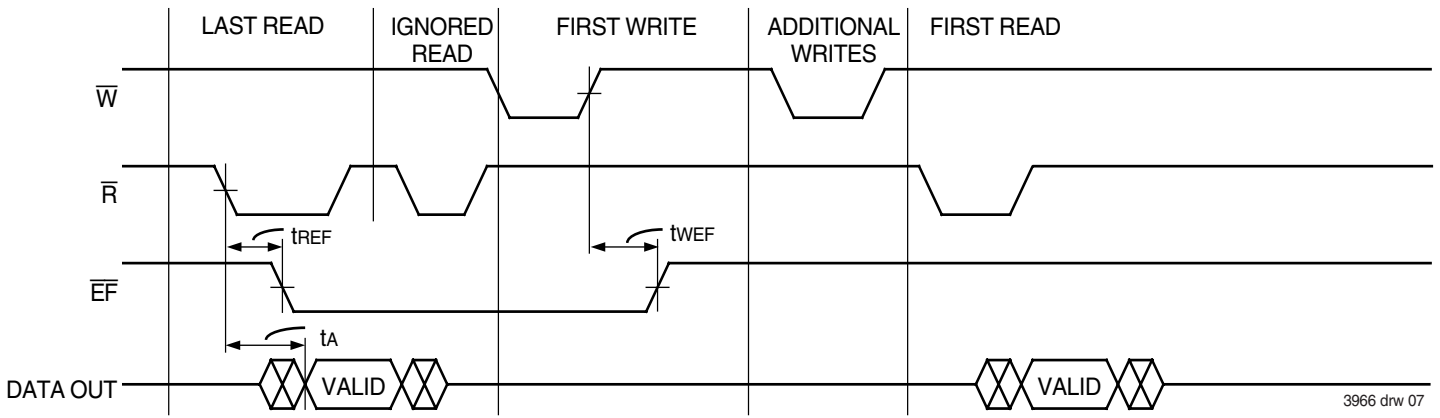 LAST READ
IGNORED
READ
FIRST WRITE
ADDITIONAL
WRITES
FIRST READ
W
R
tREF
tWEF
EF
tA
DATA OUT
VALID
VALID
3966 drw 07